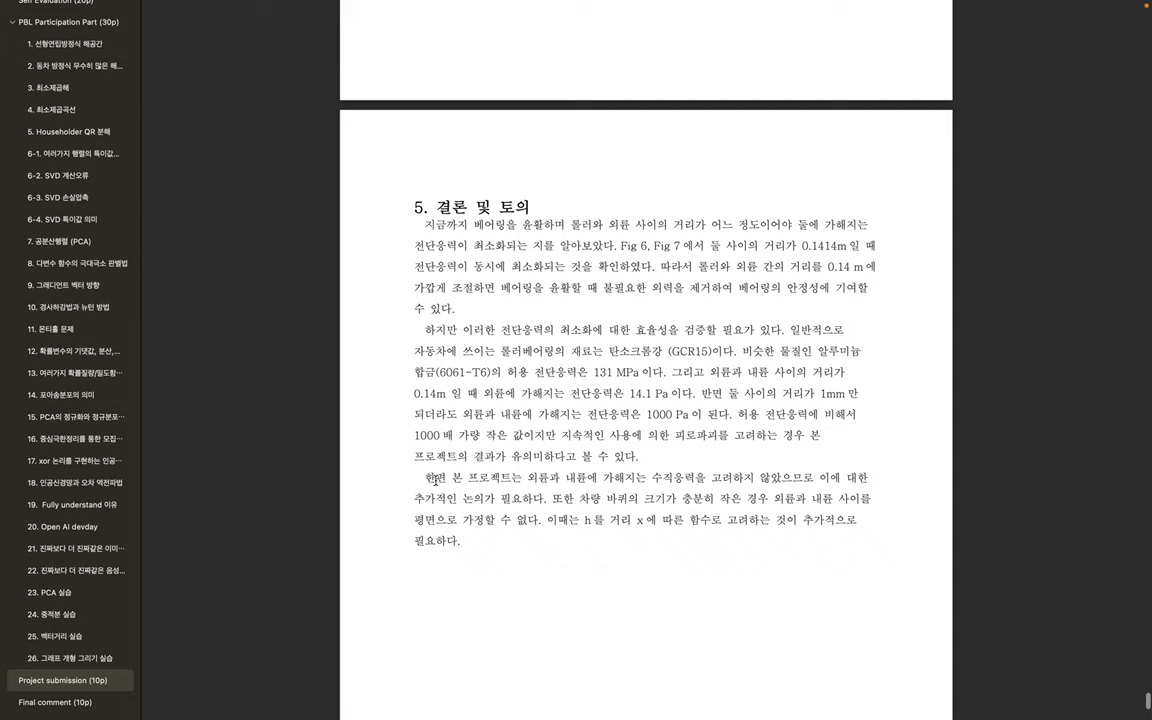 PBL Participation Part (30p)
1. 선형연립방정식 해공간
2. 동차 방정식 무수히 많은 해...
3. 최소제곱해
4. 최소제곱곡선
5. Householder QR 분해
6-1. 여러가지 행렬의 특이값...
6-2. SVD 계산오류
6-3. SVD 손실압축
6-4. SVD 특이값 의미
7. 공분산행렬 (PCA)
8. 다변수 함수의 극대극소 판별법
9. 그래디언트 벡터 방향
10. 경사하강법과 뉴턴 방법
11. 몬티홀 문제
12. 확률변수의 기댓값, 분산,...
13. 여러가지 확률질량/밀도함...
14. 포아송분포의 의미
15. PCA의 정규화와 정규분포...
16. 중심극한정리를 통한 모집...
17. xor 논리를 구현하는 인공...
18. 인공신경망과 오차 역전파법
19. Fully understand 이유
20. Open AI devday
21. 진짜보다 더 진짜같은 이미...
22. 진짜보다 더 진짜같은 음성...
23. PCA 실습
24. 중적분 실습
25. 벡터거리 실습
26. 그래프 개형 그리기 실습
Project submission (10p)
Final comment (10p)
5. 결론 및 토의
지금까지 베어링을 윤활하며 롤러와 외륜 사이의 거리가 어느 정도이어야 둘에 가해지는
전단응력이 최소화되는 지를 알아보았다. Fig 6, Fig 7 에서 둘 사이의 거리가 0.1414m 일 때
전단응력이 동시에 최소화되는 것을 확인하였다. 따라서 롤러와 외륜 간의 거리를 0.14 m 에
가깝게 조절하면 베어링을 윤활할 때 불필요한 외력을 제거하여 베어링의 안정성에 기여할
수 있다.
하지만 이러한 전단응력의 최소화에 대한 효율성을 검증할 필요가 있다. 일반적으로
자동차에 쓰이는 롤러베어링의 재료는 탄소크롬강 (GCR15)이다. 비슷한 물질인 알루미늄
합금(6061-T6)의 허용 전단응력은 131 MPa 이다. 그리고 외륜과 내륜 사이의 거리가
0.14m 일 때 외륜에 가해지는 전단응력은 14.1 Pa 이다. 반면 둘 사이의 거리가 1mm 만
되더라도 외륜과 내륜에 가해지는 전단응력은 1000 Pa 이 된다. 허용 전단응력에 비해서
1000 배 가량 작은 값이지만 지속적인 사용에 의한 피로파괴를 고려하는 경우 본
프로젝트의 결과가 유의미하다고 볼 수 있다.
한편 본 프로젝트는 외륜과 내륜에 가해지는 수직응력을 고려하지 않았으므로 이에 대한
추가적인 논의가 필요하다. 또한 차량 바퀴의 크기가 충분히 작은 경우 외륜과 내륜 사이를
평면으로 가정할 수 없다. 이때는 h 를 거리 x 에 따른 함수로 고려하는 것이 추가적으로
필요하다.